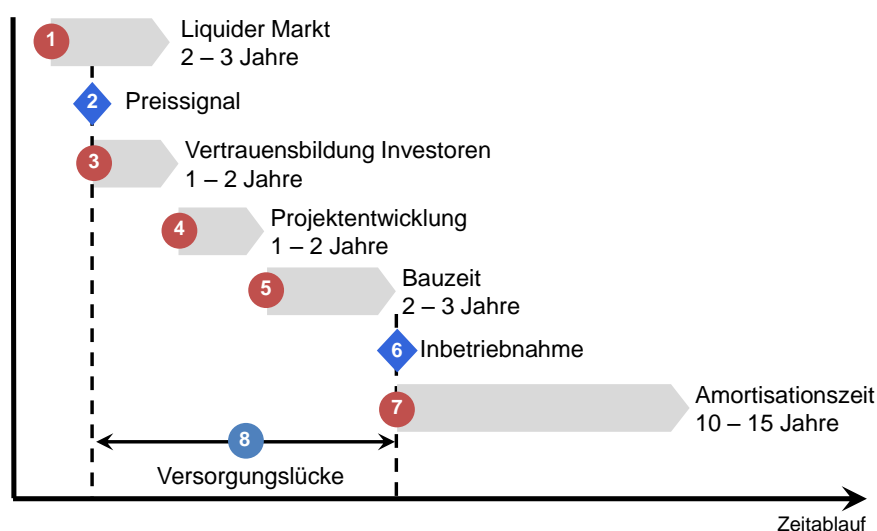 1
Liquider Markt
2 – 3 Jahre
2
Preissignal
3
Vertrauensbildung Investoren
1 – 2 Jahre
4
Projektentwicklung
1 – 2 Jahre
5
Bauzeit
2 – 3 Jahre
6
Inbetriebnahme
7
Amortisationszeit
10 – 15 Jahre
8
Versorgungslücke
Zeitablauf